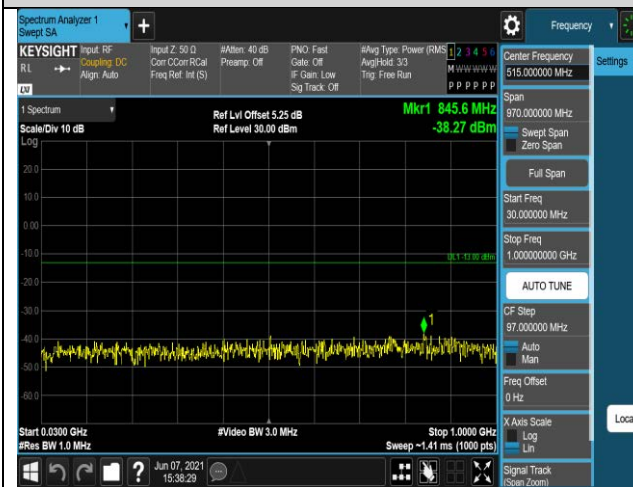 Spectrum Analyzer 1
Swept SA
+
Frequency
KEYSIGHT
RL
LXI
Input: RF
Coupling: DC
Align: Auto
Input Z: 50 Ω
Corr CCorr RCal
Freq Ref: Int (S)
#Atten: 40 dB
Preamp: Off
PNO: Fast
Gate: Off
IF Gain: Low
Sig Track: Off
#Avg Type: Power (RMS
Avg|Hold: 3/3
Trig: Free Run
1 2 3 4 5 6
M W W W W W
P P P P P P
Center Frequency
515.000000 MHz
Settings
1 Spectrum
Scale/Div 10 dB
Log
Ref Lvl Offset 5.25 dB
Ref Level 30.00 dBm
Mkr1 845.6 MHz
-38.27 dBm
Span
970.000000 MHz
Swept Span
Zero Span
Full Span
Start Freq
30.000000 MHz
Stop Freq
1.000000000 GHz
AUTO TUNE
CF Step
97.000000 MHz
Auto
Man
Freq Offset
0 Hz
X Axis Scale
Log
Lin
Signal Track
(Span Zoom)
Loca
20.0
10.0
0.00
-10.0
DL1 -13.00 dBm
-20.0
-30.0
1
-40.0
-50.0
-60.0
Start 0.0300 GHz
#Res BW 1.0 MHz
#Video BW 3.0 MHz
Stop 1.0000 GHz
Sweep ~1.41 ms (1000 pts)
?
Jun 07, 2021
15:38:29